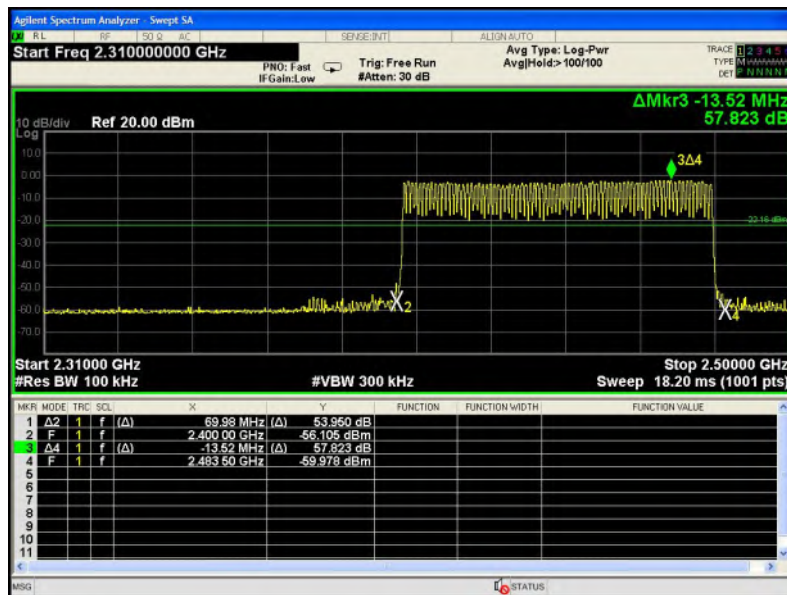 Agilent Spectrum Analyzer - Swept SA
RL RF 50 Ω AC SENSE:INT ALIGN AUTO
Start Freq 2.310000000 GHz
PNO: Fast
IFGain:Low
Trig: Free Run
#Atten: 30 dB
Avg Type: Log-Pwr
Avg|Hold:>100/100
TRACE 1 2 3 4 5
TYPE M
DET P N N N N
ΔMkr3 -13.52 MHz
57.823 dB
10 dB/div Ref 20.00 dBm
Log
10.0
0.00
-10.0
-20.0
-30.0
-40.0
-50.0
-60.0
-70.0
3Δ4
-22.16 dBm
2
4
Start 2.31000 GHz Stop 2.50000 GHz
#Res BW 100 kHz #VBW 300 kHz Sweep 18.20 ms (1001 pts)
MKR MODE TRC SCL X Y FUNCTION FUNCTION WIDTH FUNCTION VALUE
1 Δ2 1 f (Δ) 69.98 MHz (Δ) 53.950 dB
2 F 1 f 2.400 00 GHz -56.105 dBm
3 Δ4 1 f (Δ) -13.52 MHz (Δ) 57.823 dB
4 F 1 f 2.483 50 GHz -59.978 dBm
5
6
7
8
9
10
11
MSG STATUS